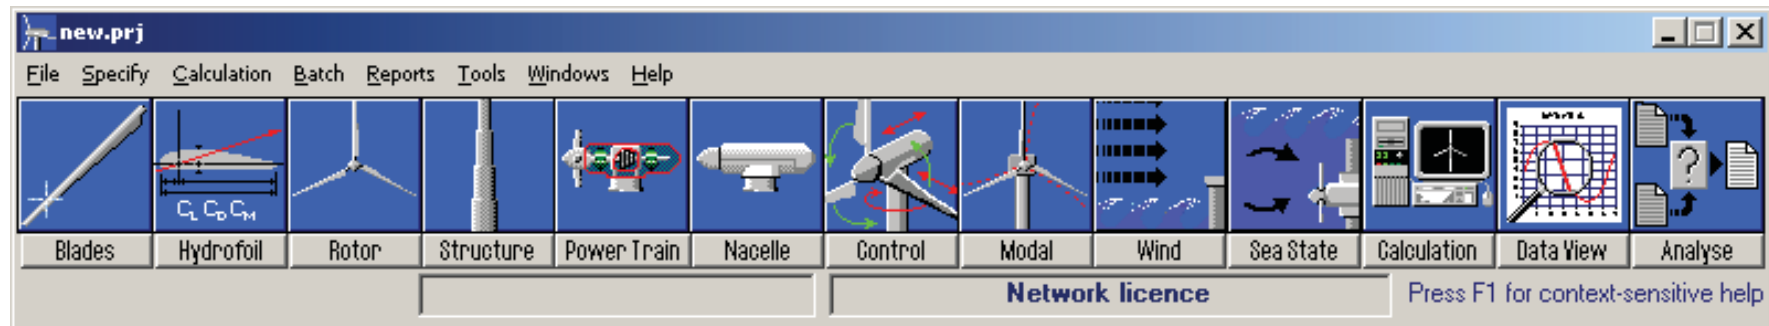 new.prj
File Specify Calculation Batch Reports Tools Windows Help
CL CD CM
?
Blades Hydrofoil Rotor Structure Power Train Nacelle Control Modal Wind Sea State Calculation Data View Analyse
Network licence Press F1 for context-sensitive help